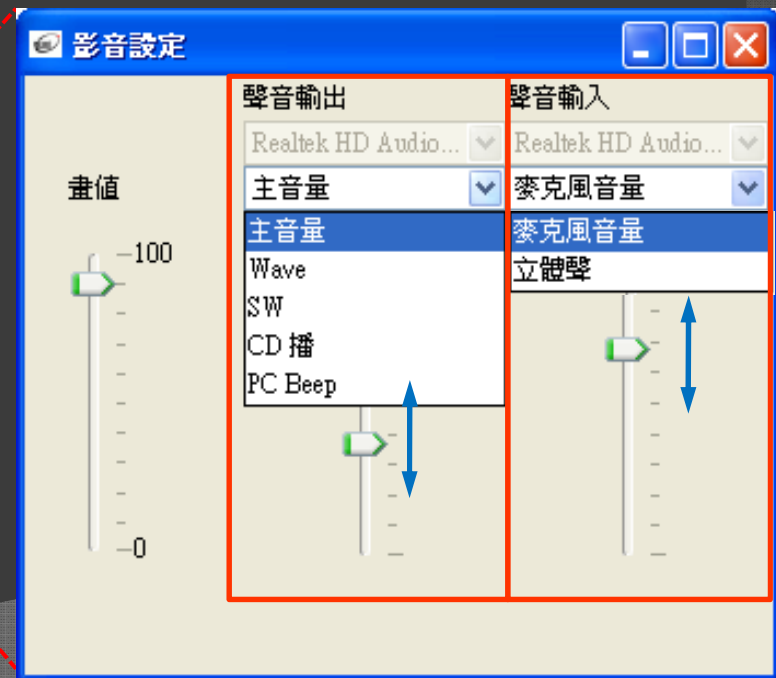 影音設定
聲音輸出
聲音輸入
Realtek HD Audio...
Realtek HD Audio...
畫值
主音量
麥克風音量
主音量
Wave
SW
CD 播
PC Beep
麥克風音量
立體聲
100
0